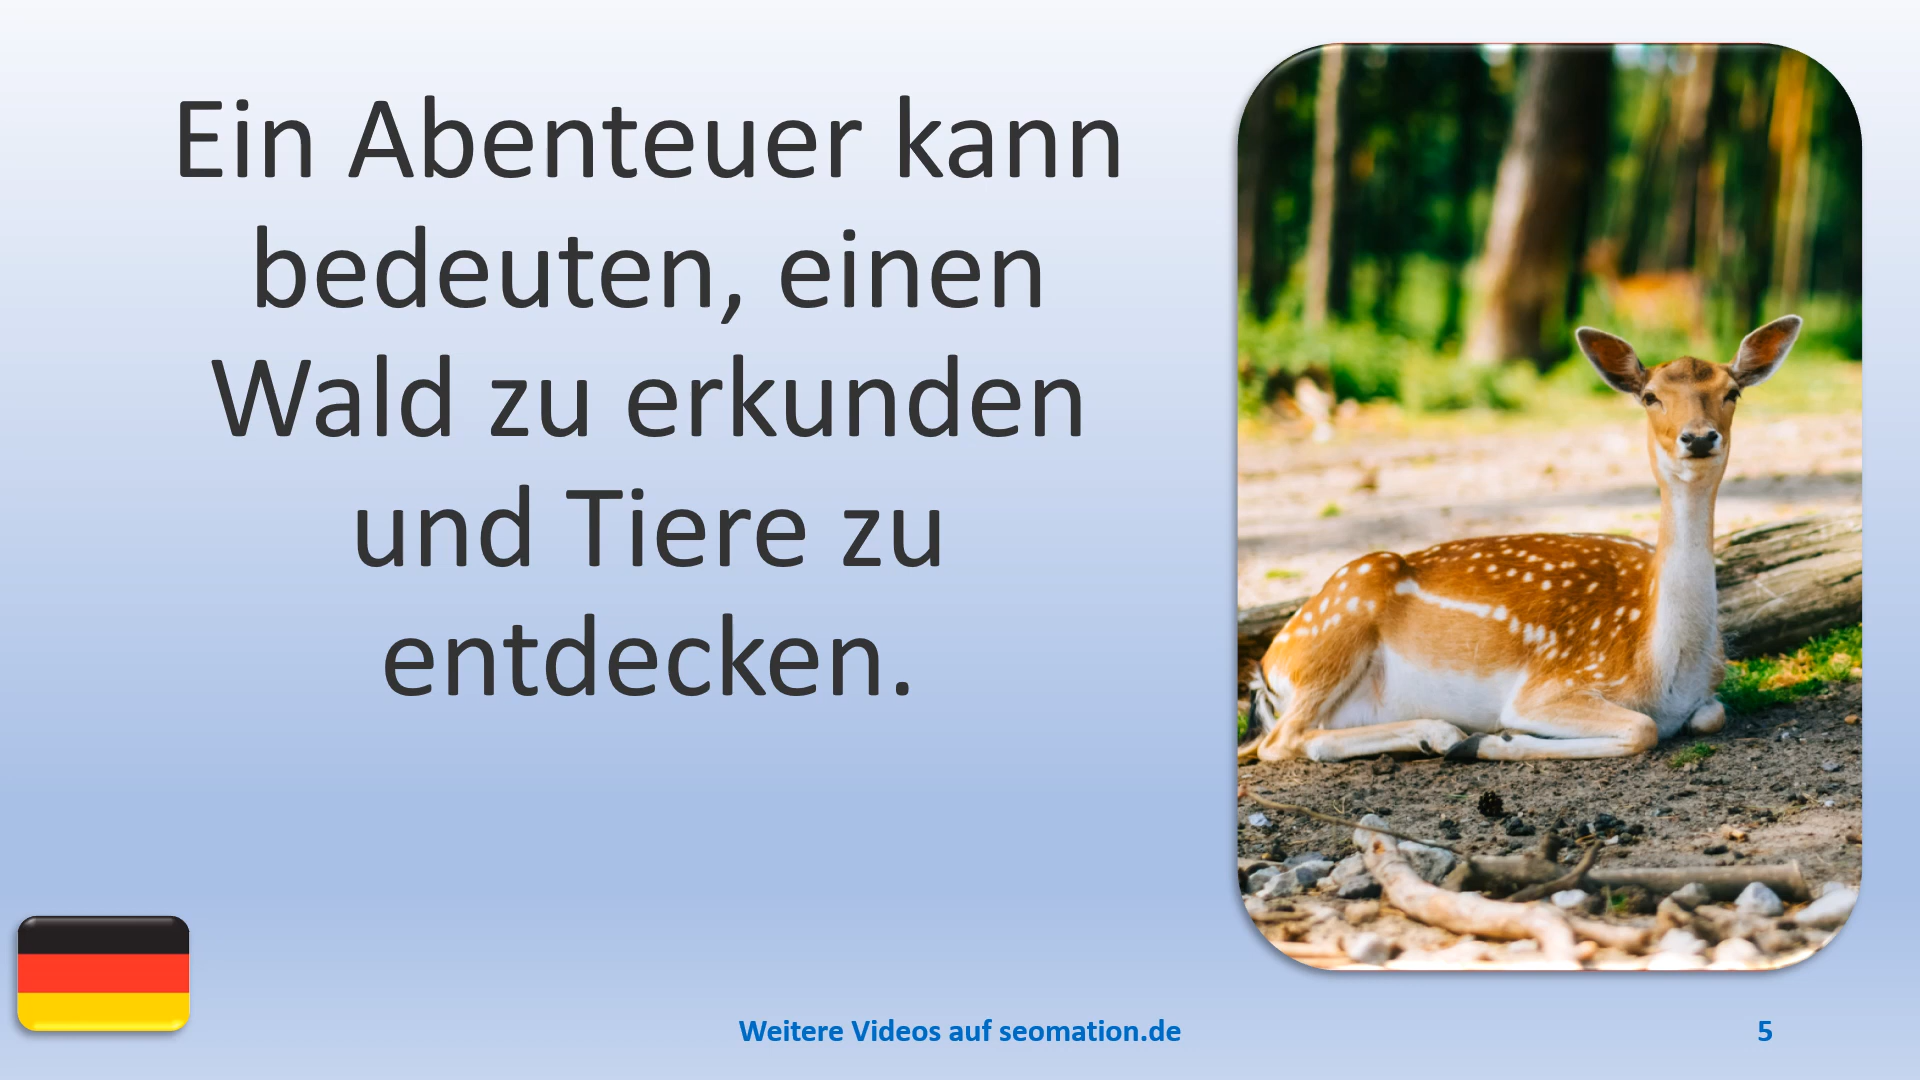 Ein Abenteuer kann
bedeuten, einen
Wald zu erkunden
und Tiere zu
entdecken.
Weitere Videos auf seomation.de
5